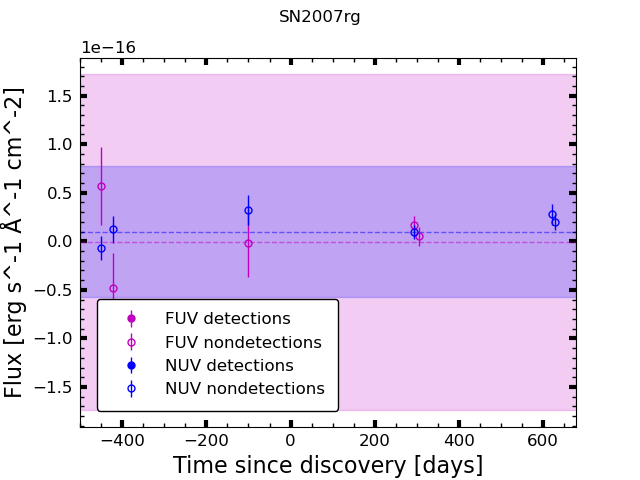 SN2007rg
1e−16
1.5
1.0
0.5
0.0
−0.5
−1.0
−1.5
Flux [erg s^-1 Å^-1 cm^-2]
FUV detections
FUV nondetections
NUV detections
NUV nondetections
−400 −200 0 200 400 600
Time since discovery [days]